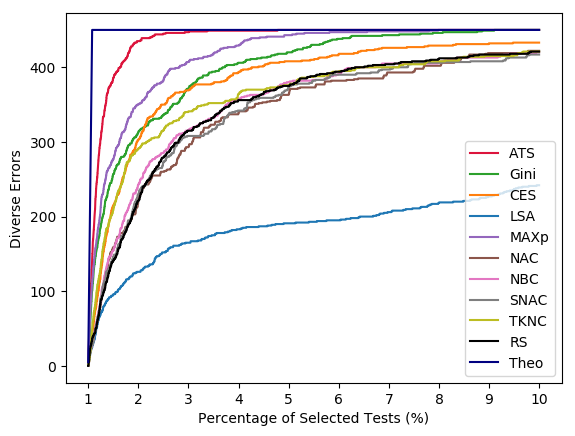 Diverse Errors
400
300
200
100
0
1 2 3 4 5 6 7 8 9 10
Percentage of Selected Tests (%)
ATS
Gini
CES
LSA
MAXp
NAC
NBC
SNAC
TKNC
RS
Theo